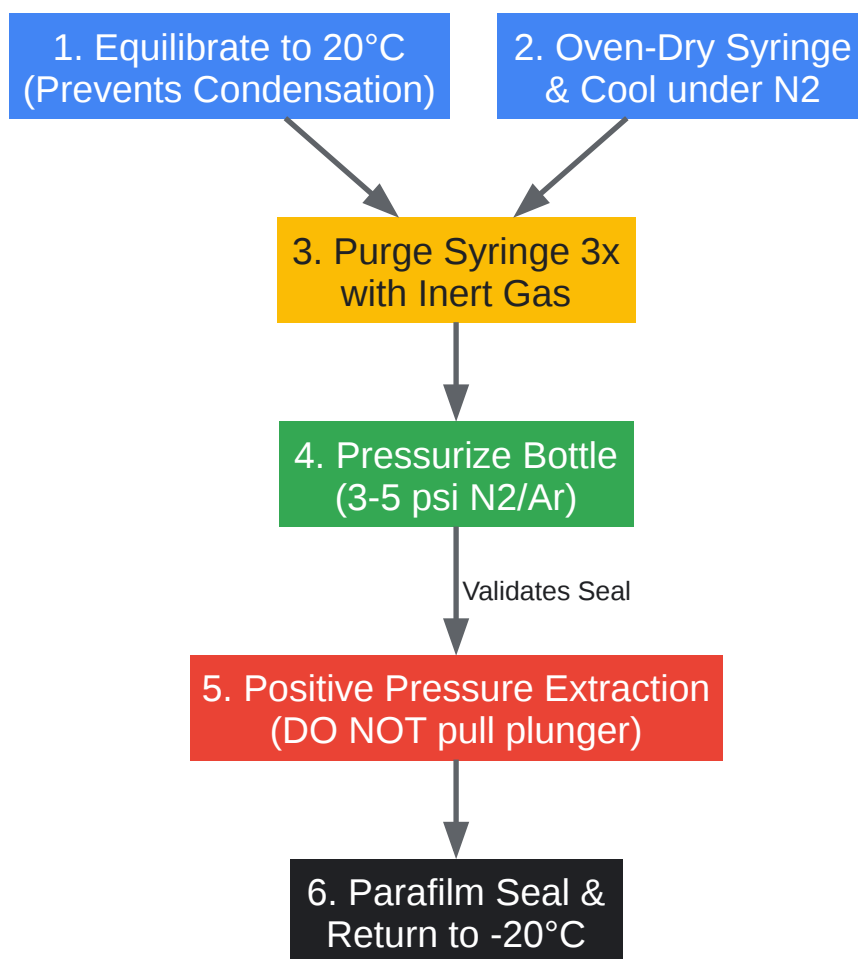 1. Equilibrate to 20°C
(Prevents Condensation)
2. Oven-Dry Syringe
& Cool under N2
3. Purge Syringe 3x
with Inert Gas
4. Pressurize Bottle
(3-5 psi N2/Ar)
Validates Seal
5. Positive Pressure Extraction
(DO NOT pull plunger)
6. Parafilm Seal &
Return to -20°C